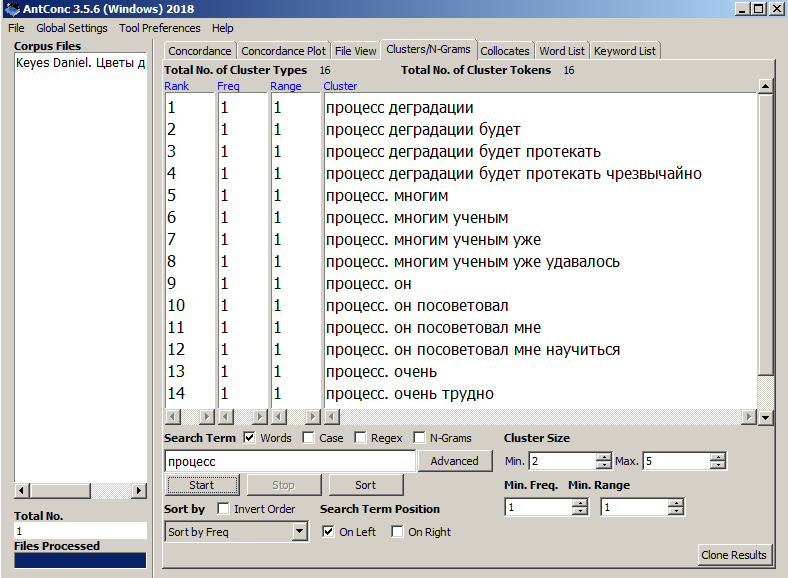 AntConc 3.5.6 (Windows) 2018
File Global Settings Tool Preferences Help
Corpus Files
Keyes Daniel. Цветы д
Concordance Concordance Plot File View Clusters/N-Grams Collocates Word List Keyword List
Total No. of Cluster Types 16 Total No. of Cluster Tokens 16
Rank Freq Range Cluster
1 1 1 процесс деградации
2 1 1 процесс деградации будет
3 1 1 процесс деградации будет протекать
4 1 1 процесс деградации будет протекать чрезвычайно
5 1 1 процесс. многим
6 1 1 процесс. многим ученым
7 1 1 процесс. многим ученым уже
8 1 1 процесс. многим ученым уже удавалось
9 1 1 процесс. он
10 1 1 процесс. он посоветовал
11 1 1 процесс. он посоветовал мне
12 1 1 процесс. он посоветовал мне научиться
13 1 1 процесс. очень
14 1 1 процесс. очень трудно
Search Term Words Case Regex N-Grams Cluster Size
процесс Advanced Min. 2 Max. 5
Start Stop Sort Min. Freq. Min. Range
Sort by Invert Order Search Term Position 1 1
Sort by Freq On Left On Right
Total No.
1
Files Processed
Clone Results